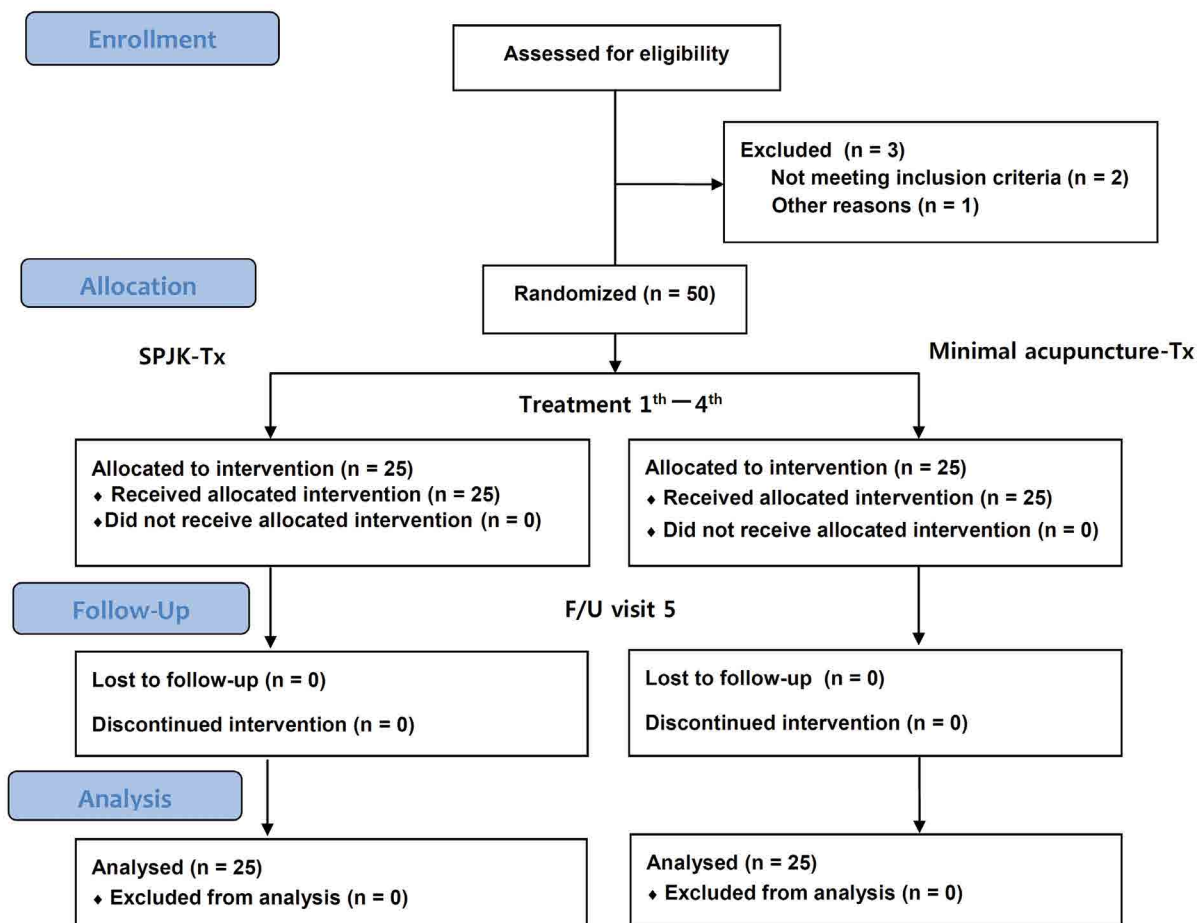 Enrollment
Assessed for eligibility
Excluded (n = 3)
Not meeting inclusion criteria (n = 2)
Other reasons (n = 1)
Allocation
Randomized (n = 50)
SPJK-Tx
Minimal acupuncture-Tx
Treatment 1th — 4th
Allocated to intervention (n = 25)
♦ Received allocated intervention (n = 25)
♦Did not receive allocated intervention (n = 0)
Allocated to intervention (n = 25)
♦ Received allocated intervention (n = 25)
♦ Did not receive allocated intervention (n = 0)
Follow-Up
F/U visit 5
Lost to follow-up (n = 0)
Discontinued intervention (n = 0)
Lost to follow-up (n = 0)
Discontinued intervention (n = 0)
Analysis
Analysed (n = 25)
♦ Excluded from analysis (n = 0)
Analysed (n = 25)
♦ Excluded from analysis (n = 0)